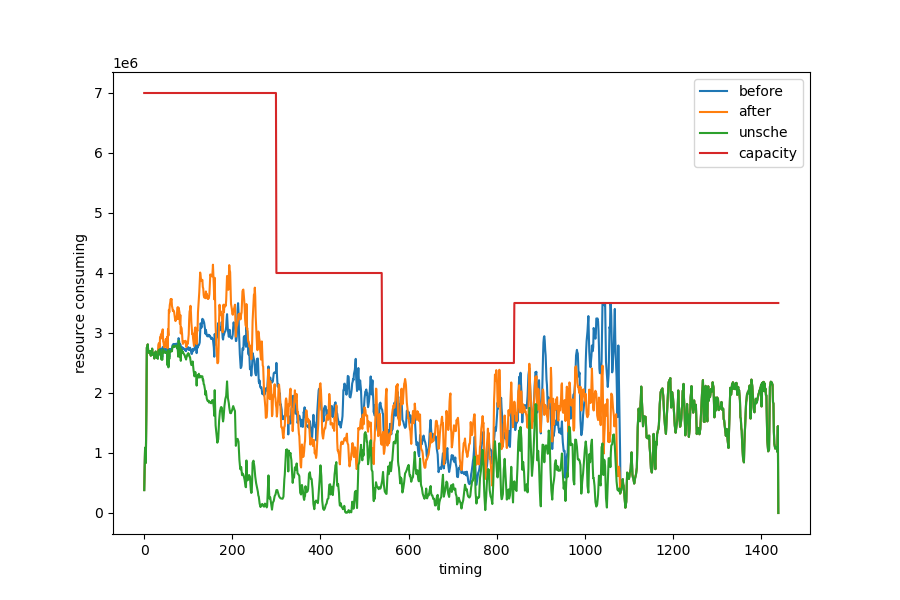 1e6
7
6
5
4
3
2
1
0
resource consuming
0 200 400 600 800 1000 1200 1400
timing
before
after
unsche
capacity